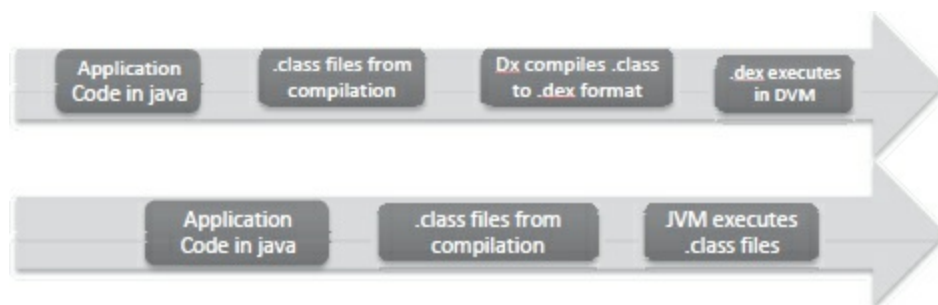 Application
Code in java
.class files from
compilation
Dx compiles .class
to .dex format
.dex executes
in DVM
Application
Code in java
.class files from
compilation
JVM executes
.class files